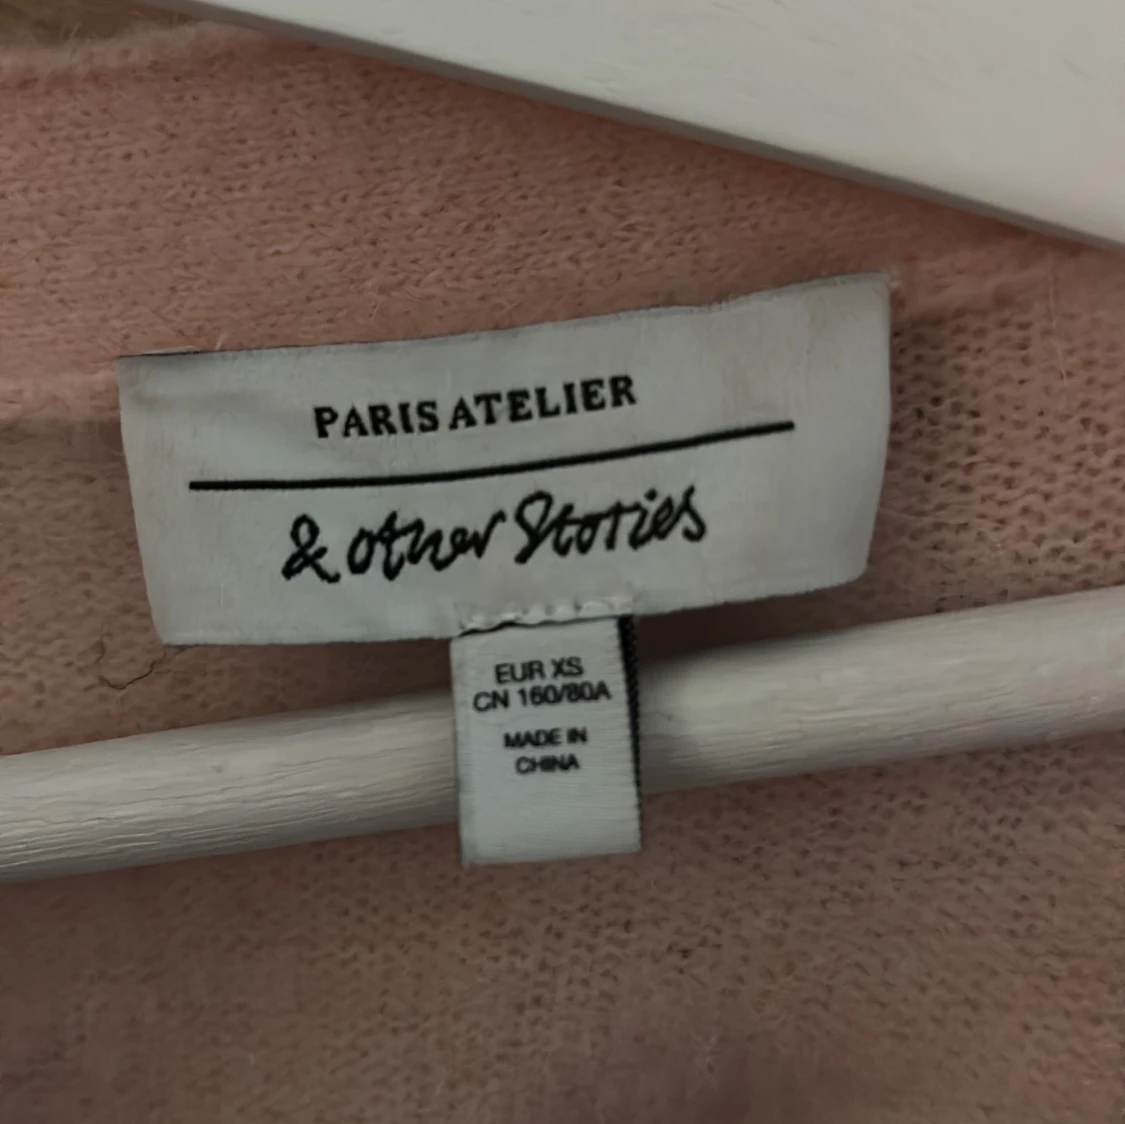 PARIS ATELIER
& other Stories
EUR XS
CN 160/80A
MADE IN
CHINA